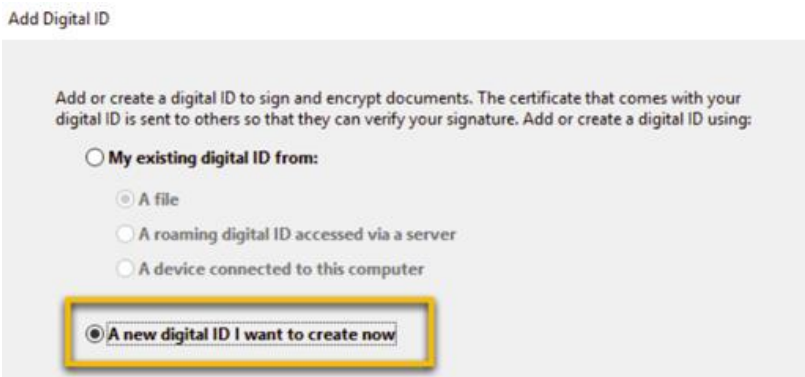 Add Digital ID
Add or create a digital ID to sign and encrypt documents. The certificate that comes with your
digital ID is sent to others so that they can verify your signature. Add or create a digital ID using:
My existing digital ID from:
A file
A roaming digital ID accessed via a server
A device connected to this computer
A new digital ID I want to create now